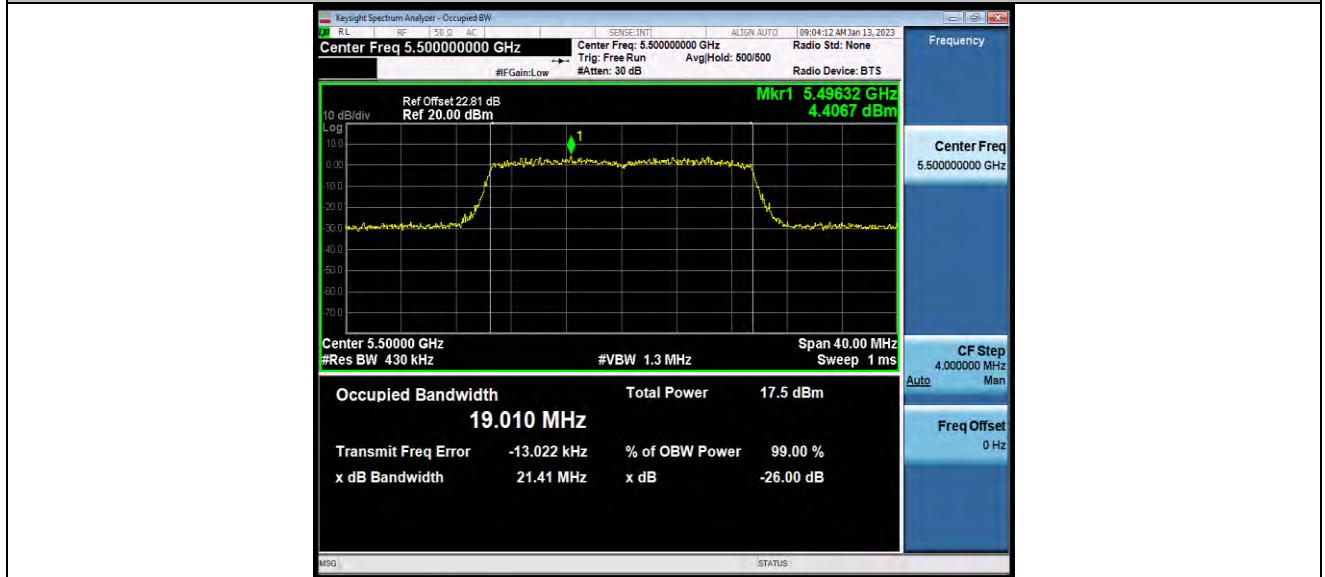 Keysight Spectrum Analyzer - Occupied BW
RL RF 50 Ω AC SENSE:INT ALIGN AUTO 09:04:12 AM Jan 13, 2023
Center Freq 5.500000000 GHz
Center Freq: 5.500000000 GHz Radio Std: None
Trig: Free Run Avg|Hold: 500/500
#IFGain:Low #Atten: 30 dB Radio Device: BTS
Frequency
Mkr1 5.49632 GHz
4.4067 dBm
Ref Offset 22.81 dB
10 dB/div Ref 20.00 dBm
Log
1
10.0
0.00
-10.0
-20.0
-30.0
-40.0
-50.0
-60.0
-70.0
Center 5.50000 GHz Span 40.00 MHz
#Res BW 430 kHz #VBW 1.3 MHz Sweep 1 ms
Occupied Bandwidth Total Power 17.5 dBm
19.010 MHz
Transmit Freq Error -13.022 kHz % of OBW Power 99.00 %
x dB Bandwidth 21.41 MHz x dB -26.00 dB
Center Freq
5.500000000 GHz
CF Step
4.000000 MHz
Auto Man
Freq Offset
0 Hz
MSG STATUS